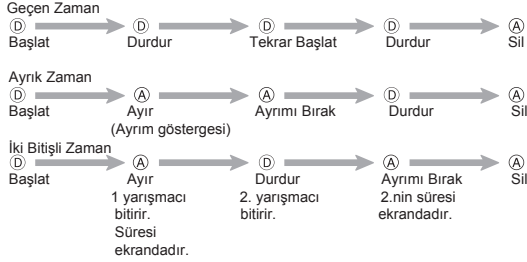 Geçen Zaman
Ⓓ Ⓓ Ⓓ Ⓓ Ⓐ
Başlat Durdur Tekrar Başlat Durdur Sil
Ayrık Zaman
Ⓓ Ⓐ Ⓐ Ⓓ Ⓐ
Başlat Ayır Ayrımı Bırak Durdur Sil
(Ayrım göstergesi)
İki Bitişli Zaman
Ⓓ Ⓐ Ⓓ Ⓐ Ⓐ
Başlat Ayır Durdur Ayrımı Bırak Sil
1 yarışmacı 2. yarışmacı 2.nin süresi
bitirir. bitirir. ekrandadır.
Süresi
ekrandadır.